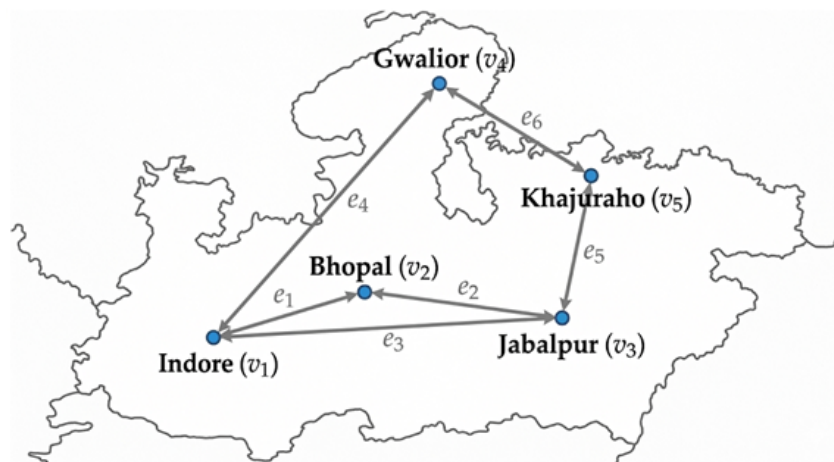 Gwalior (v₄)
e₆
Khajuraho (v₅)
e₄
e₅
Bhopal (v₂)
e₁
e₂
e₃
Jabalpur (v₃)
Indore (v₁)